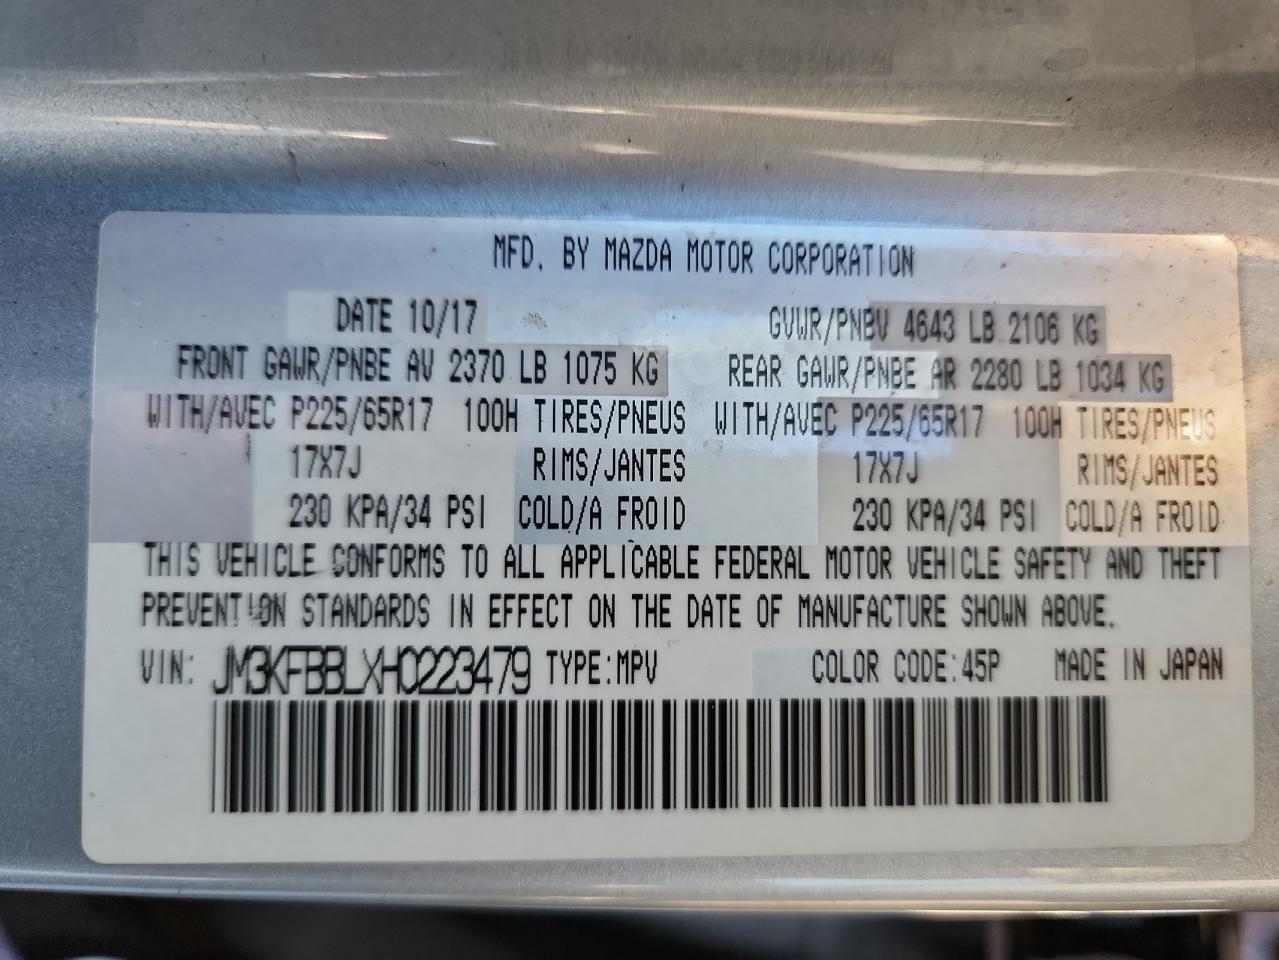 MFD. BY MAZDA MOTOR CORPORATION
DATE 10/17 GVWR/PNBV 4643 LB 2106 KG
FRONT GAWR/PNBE AV 2370 LB 1075 KG REAR GAWR/PNBE AR 2280 LB 1034 KG
WITH/AVEC P225/65R17 100H TIRES/PNEUS WITH/AVEC P225/65R17 100H TIRES/PNEUS
17X7J RIMS/JANTES 17X7J RIMS/JANTES
230 KPA/34 PSI COLD/A FROID 230 KPA/34 PSI COLD/A FROID
THIS VEHICLE CONFORMS TO ALL APPLICABLE FEDERAL MOTOR VEHICLE SAFETY AND THEFT
PREVENTION STANDARDS IN EFFECT ON THE DATE OF MANUFACTURE SHOWN ABOVE.
VIN: JM3KFBBLXH0223479 TYPE:MPV COLOR CODE:45P MADE IN JAPAN